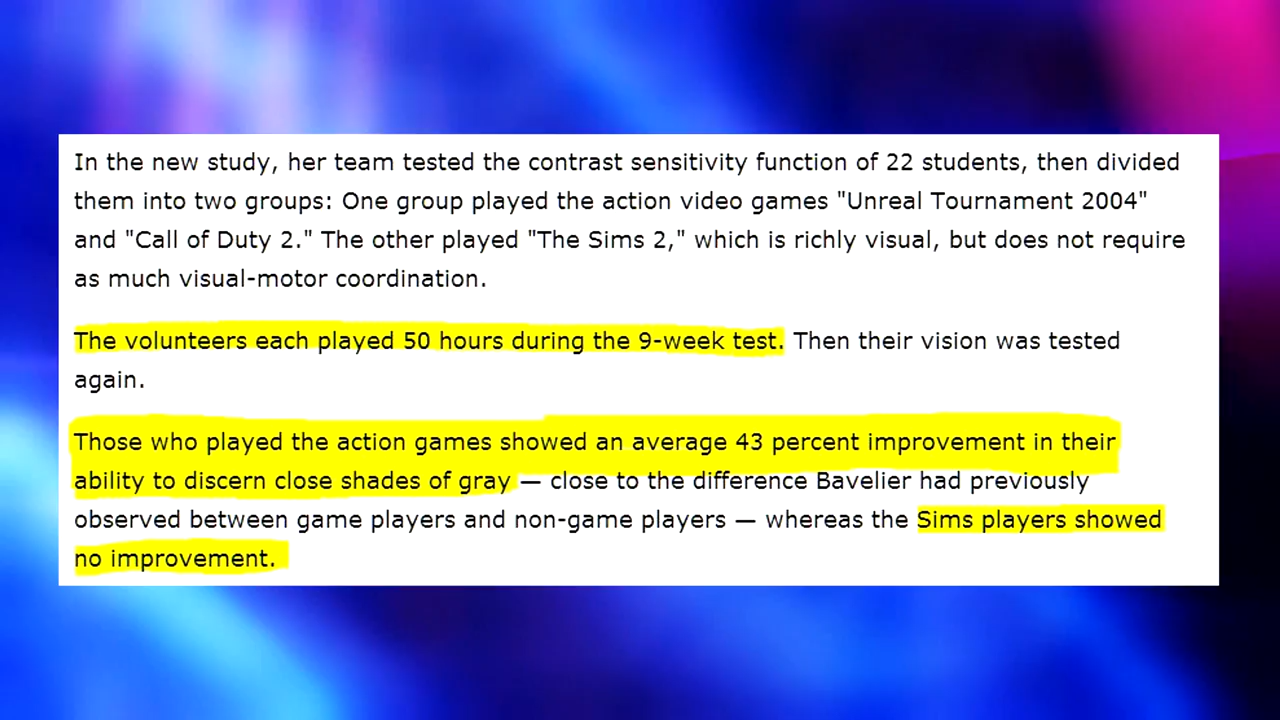 In the new study, her team tested the contrast sensitivity function of 22 students, then divided
them into two groups: One group played the action video games "Unreal Tournament 2004"
and "Call of Duty 2." The other played "The Sims 2," which is richly visual, but does not require
as much visual-motor coordination.
The volunteers each played 50 hours during the 9-week test. Then their vision was tested
again.
Those who played the action games showed an average 43 percent improvement in their
ability to discern close shades of gray — close to the difference Bavelier had previously
observed between game players and non-game players — whereas the Sims players showed
no improvement.